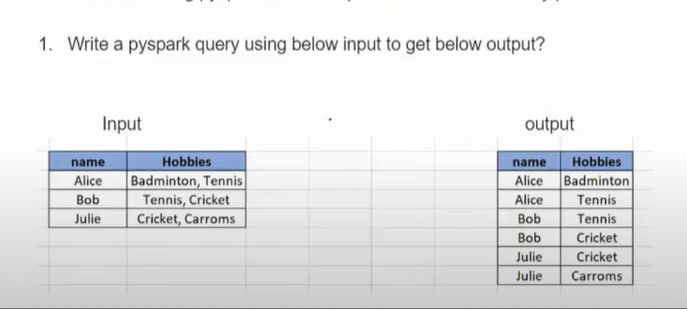 1. Write a pyspark query using below input to get below output?
Input
name Hobbies
Alice Badminton, Tennis
Bob Tennis, Cricket
Julie Cricket, Carroms
output
name Hobbies
Alice Badminton
Alice Tennis
Bob Tennis
Bob Cricket
Julie Cricket
Julie Carroms